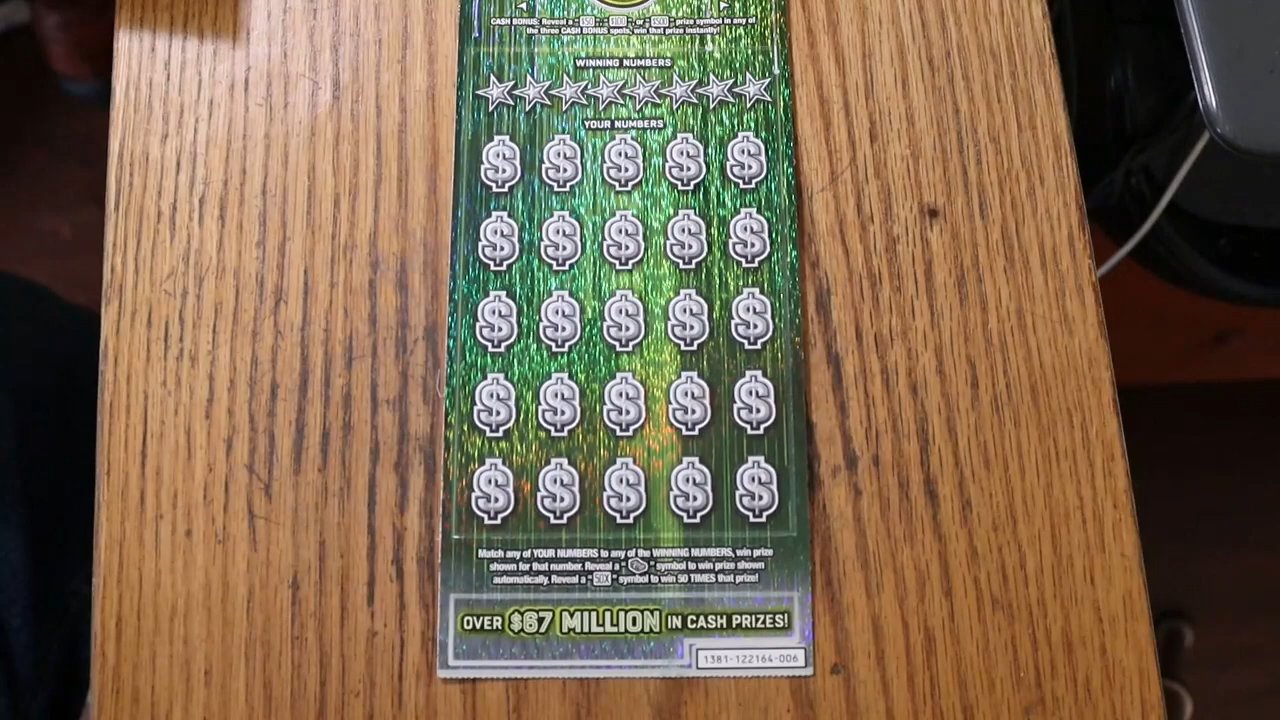 CASH BONUS: Reveal a "$50", "$100", or "$500" prize symbol in any of
the three CASH BONUS spots, win that prize instantly!
WINNING NUMBERS
YOUR NUMBERS
$ $ $ $ $
$ $ $ $ $
$ $ $ $ $
$ $ $ $ $
$ $ $ $ $
Match any of YOUR NUMBERS to any of the WINNING NUMBERS, win prize
shown for that number. Reveal a " " symbol to win prize shown
automatically. Reveal a "50X" symbol to win 50 TIMES that prize!
OVER $67 MILLION IN CASH PRIZES!
1381-122164-006